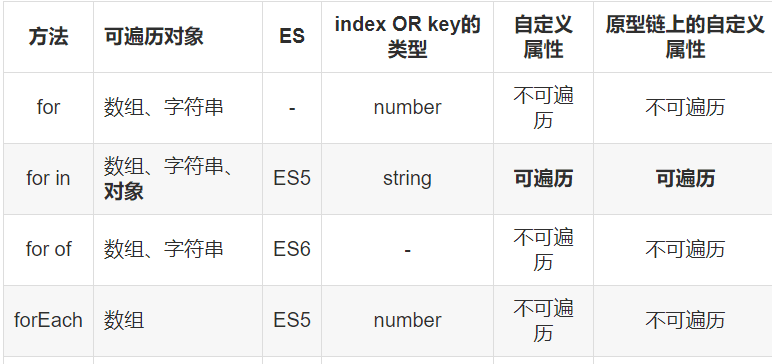 方法 可遍历对象 ES index OR key的 自定义 原型链上的自定义
类型 属性 属性
for 数组、字符串 - number 不可遍 不可遍历
历
for in 数组、字符串、 ES5 string 可遍历 可遍历
对象
for of 数组、字符串 ES6 - 不可遍 不可遍历
历
forEach 数组 ES5 number 不可遍 不可遍历
历